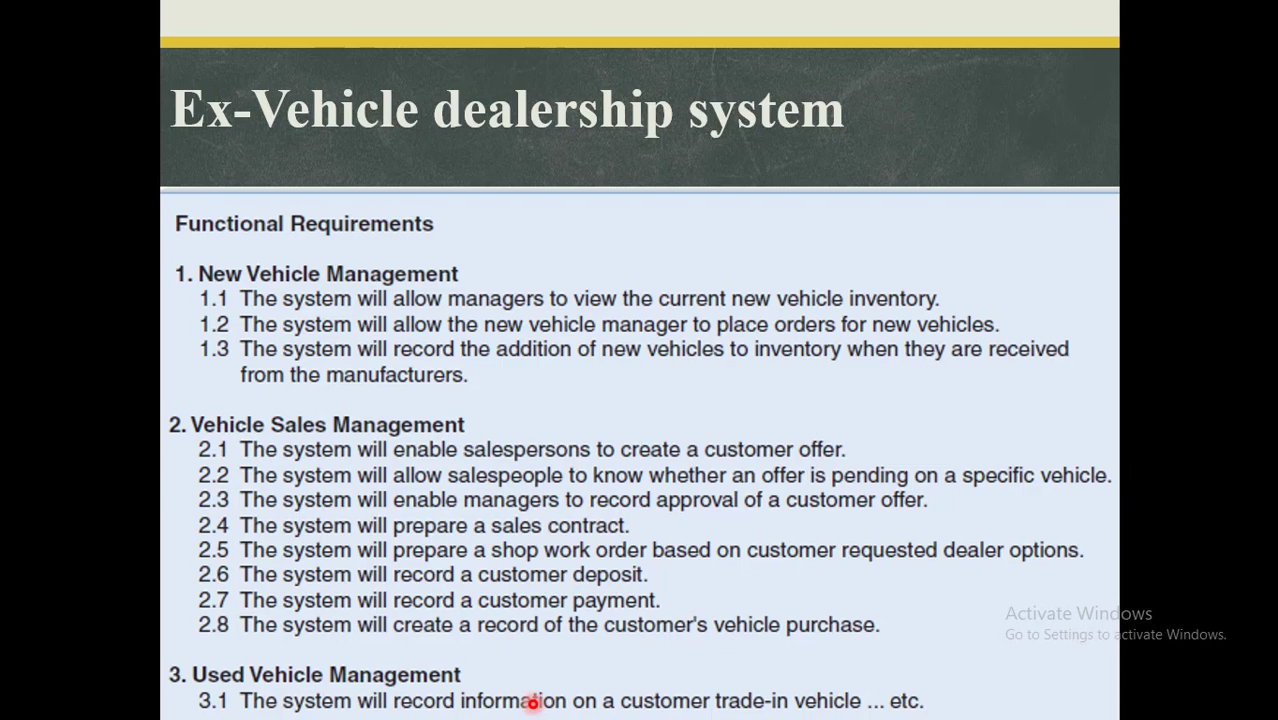 Ex-Vehicle dealership system
Functional Requirements
1. New Vehicle Management
1.1 The system will allow managers to view the current new vehicle inventory.
1.2 The system will allow the new vehicle manager to place orders for new vehicles.
1.3 The system will record the addition of new vehicles to inventory when they are received
from the manufacturers.
2. Vehicle Sales Management
2.1 The system will enable salespersons to create a customer offer.
2.2 The system will allow salespeople to know whether an offer is pending on a specific vehicle.
2.3 The system will enable managers to record approval of a customer offer.
2.4 The system will prepare a sales contract.
2.5 The system will prepare a shop work order based on customer requested dealer options.
2.6 The system will record a customer deposit.
2.7 The system will record a customer payment.
2.8 The system will create a record of the customer's vehicle purchase.
Activate Windows
Go to Settings to activate Windows.
3. Used Vehicle Management
3.1 The system will record information on a customer trade-in vehicle ... etc.